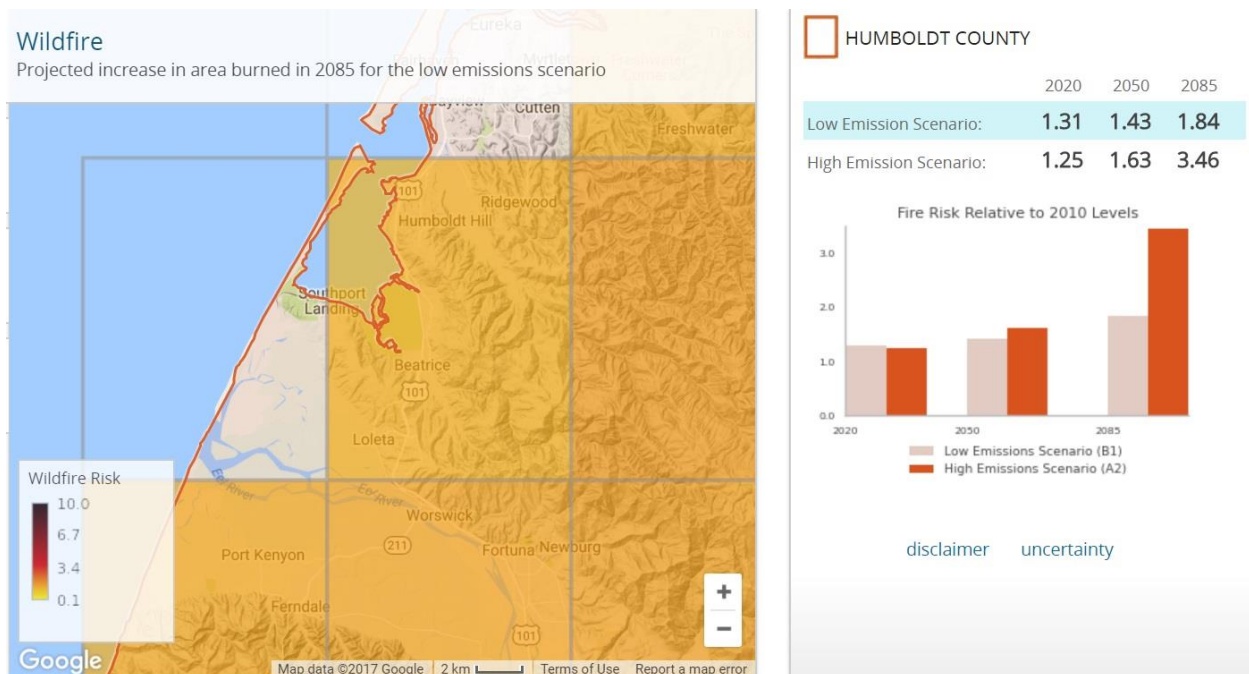 Wildfire
Projected increase in area burned in 2085 for the low emissions scenario
Eureka
Fairhaven
Myrtlet
Cutten
Freshwater
101
Ridgewood
Humboldt Hill
Southport
Landing
Beatrice
101
Loleta
Eel River
Eel River
Worswick
211
Port Kenyon
Fortuna
Newburg
Ferndale
101
Wildfire Risk
10.0
6.7
3.4
0.1
+
−
Google
Map data ©2017 Google
2 km
Terms of Use
Report a map error
HUMBOLDT COUNTY
2020 2050 2085
Low Emission Scenario: 1.31 1.43 1.84
High Emission Scenario: 1.25 1.63 3.46
Fire Risk Relative to 2010 Levels
3.0
2.0
1.0
0.0
2020 2050 2085
Low Emissions Scenario (B1)
High Emissions Scenario (A2)
disclaimer uncertainty